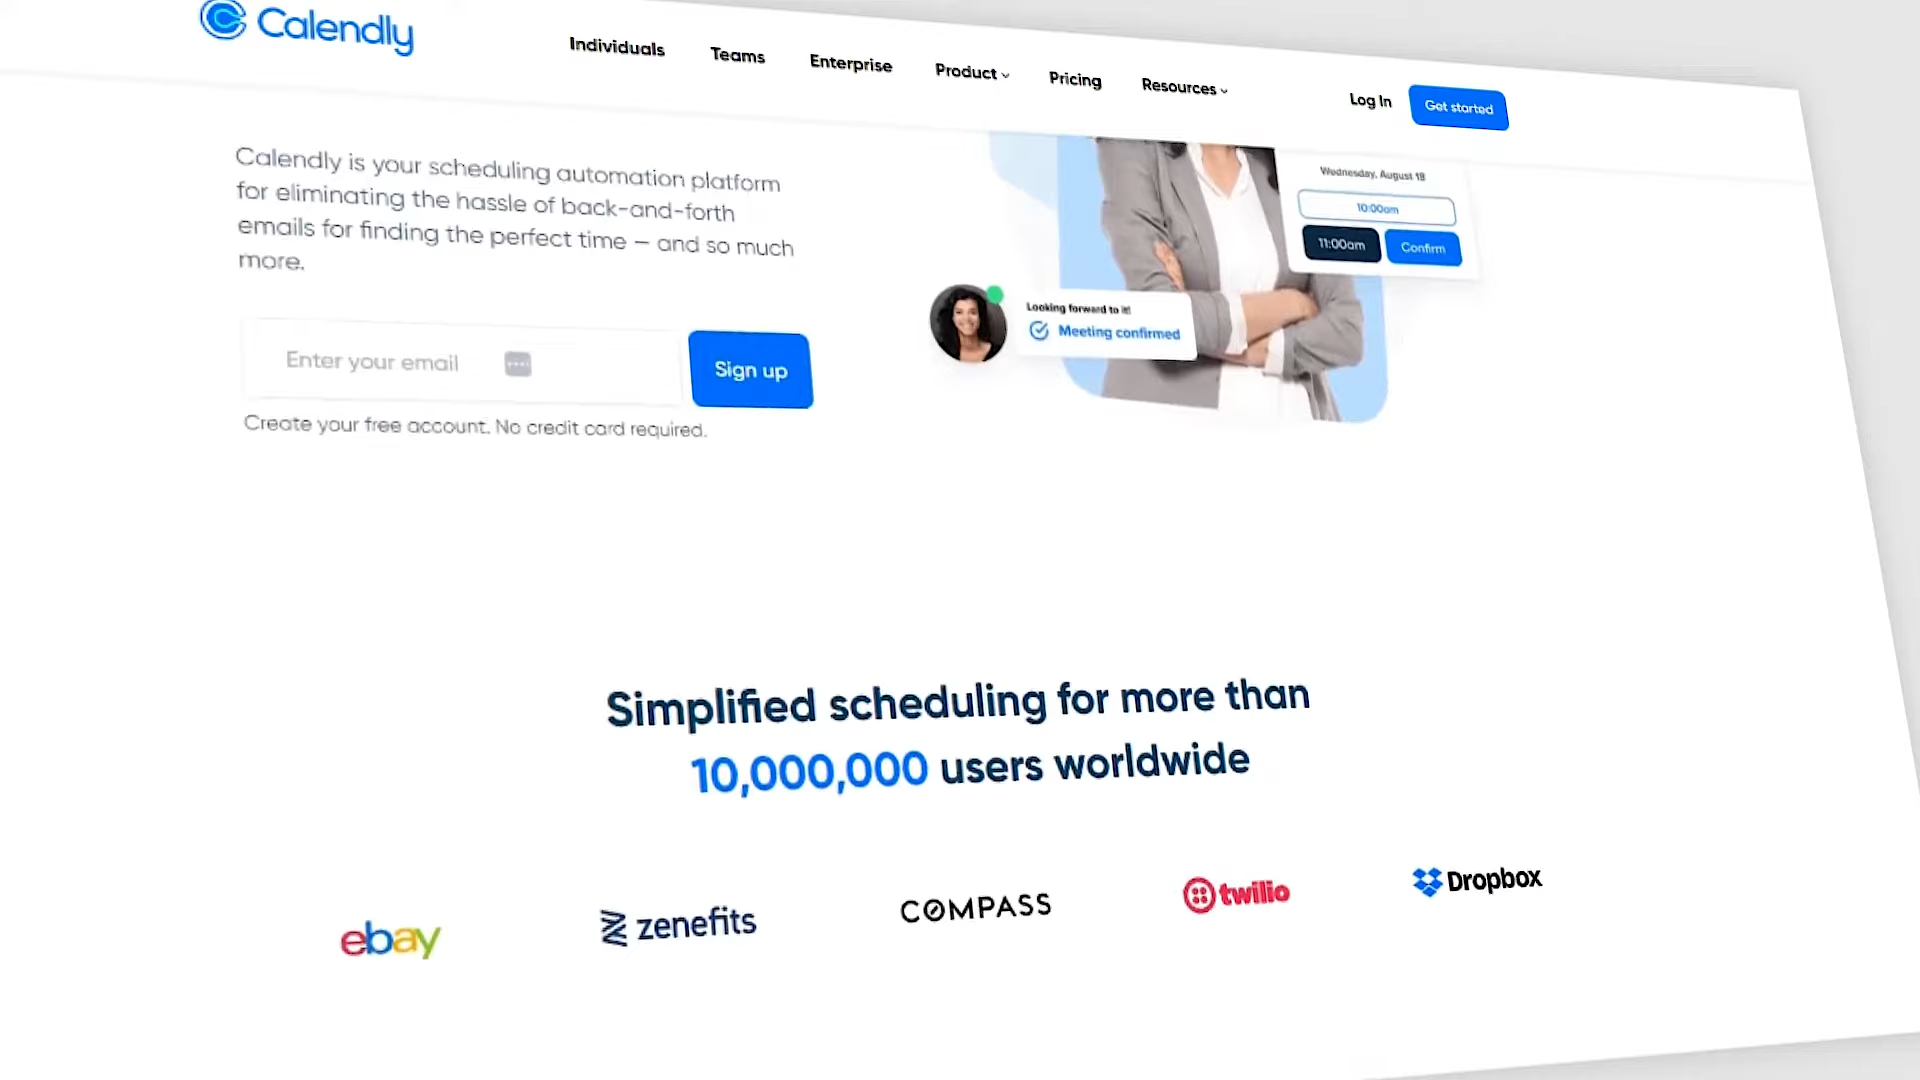 Calendly
Individuals
Teams
Enterprise
Product
Pricing
Resources
Log In
Get started
Calendly is your scheduling automation platform
for eliminating the hassle of back-and-forth
emails for finding the perfect time — and so much
more.
Enter your email
Sign up
Create your free account. No credit card required.
Wednesday, August 18
10:00am
11:00am
Confirm
Looking forward to it!
Meeting confirmed
Simplified scheduling for more than
10,000,000 users worldwide
ebay
zenefits
COMPASS
twilio
Dropbox